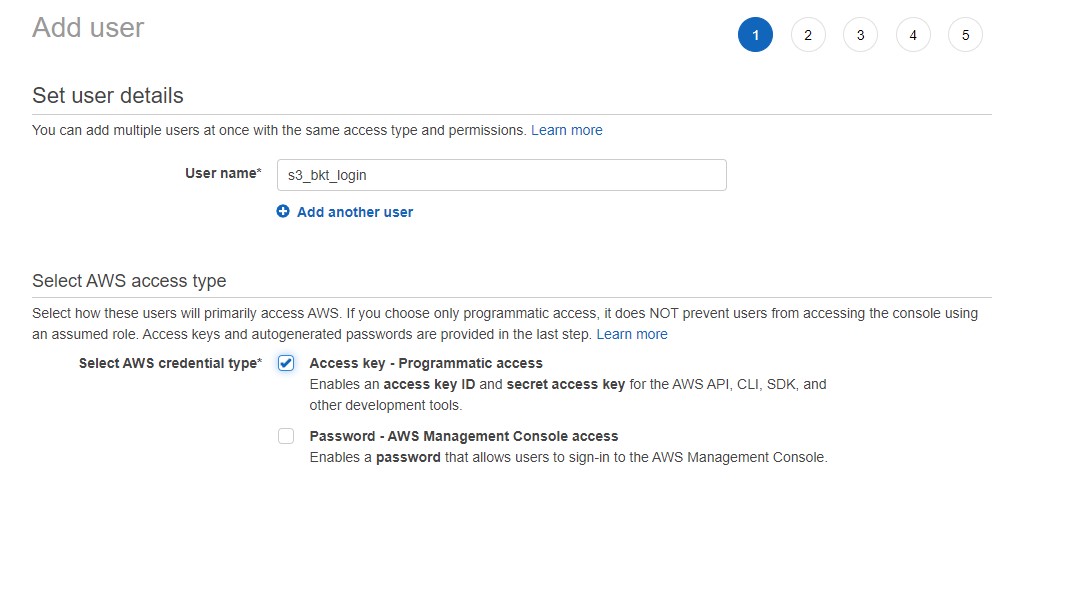 Add user
1 2 3 4 5
Set user details
You can add multiple users at once with the same access type and permissions. Learn more
User name* s3_bkt_login
Add another user
Select AWS access type
Select how these users will primarily access AWS. If you choose only programmatic access, it does NOT prevent users from accessing the console using
an assumed role. Access keys and autogenerated passwords are provided in the last step. Learn more
Select AWS credential type* Access key - Programmatic access
Enables an access key ID and secret access key for the AWS API, CLI, SDK, and
other development tools.
Password - AWS Management Console access
Enables a password that allows users to sign-in to the AWS Management Console.